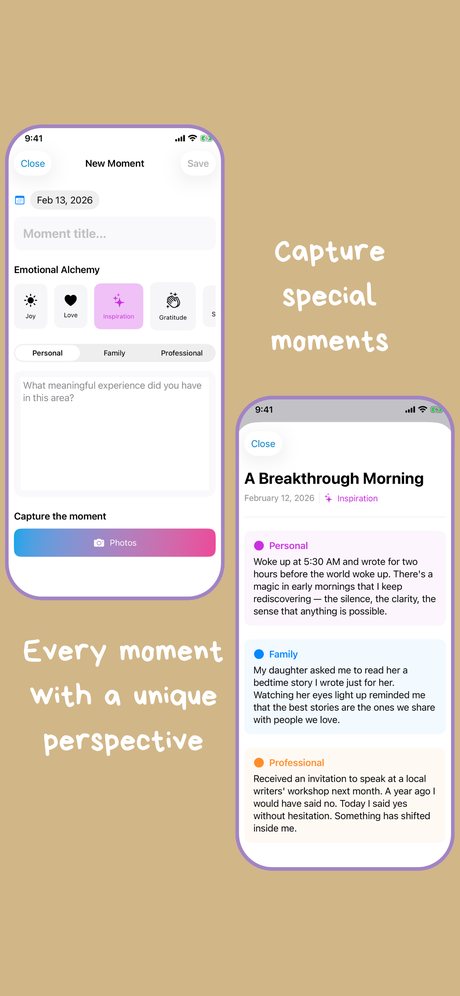 9:41
Close
New Moment
Save
Feb 13, 2026
Moment title...
Emotional Alchemy
Joy
Love
Inspiration
Gratitude
S
Personal
Family
Professional
What meaningful experience did you have
in this area?
Capture the moment
Photos
Capture
special
moments
9:41
Close
A Breakthrough Morning
February 12, 2026
Inspiration
Personal
Woke up at 5:30 AM and wrote for two
hours before the world woke up. There's a
magic in early mornings that I keep
rediscovering — the silence, the clarity, the
sense that anything is possible.
Family
My daughter asked me to read her a
bedtime story I wrote just for her.
Watching her eyes light up reminded me
that the best stories are the ones we share
with people we love.
Professional
Received an invitation to speak at a local
writers' workshop next month. A year ago I
would have said no. Today I said yes
without hesitation. Something has shifted
inside me.
Every moment
with a unique
perspective